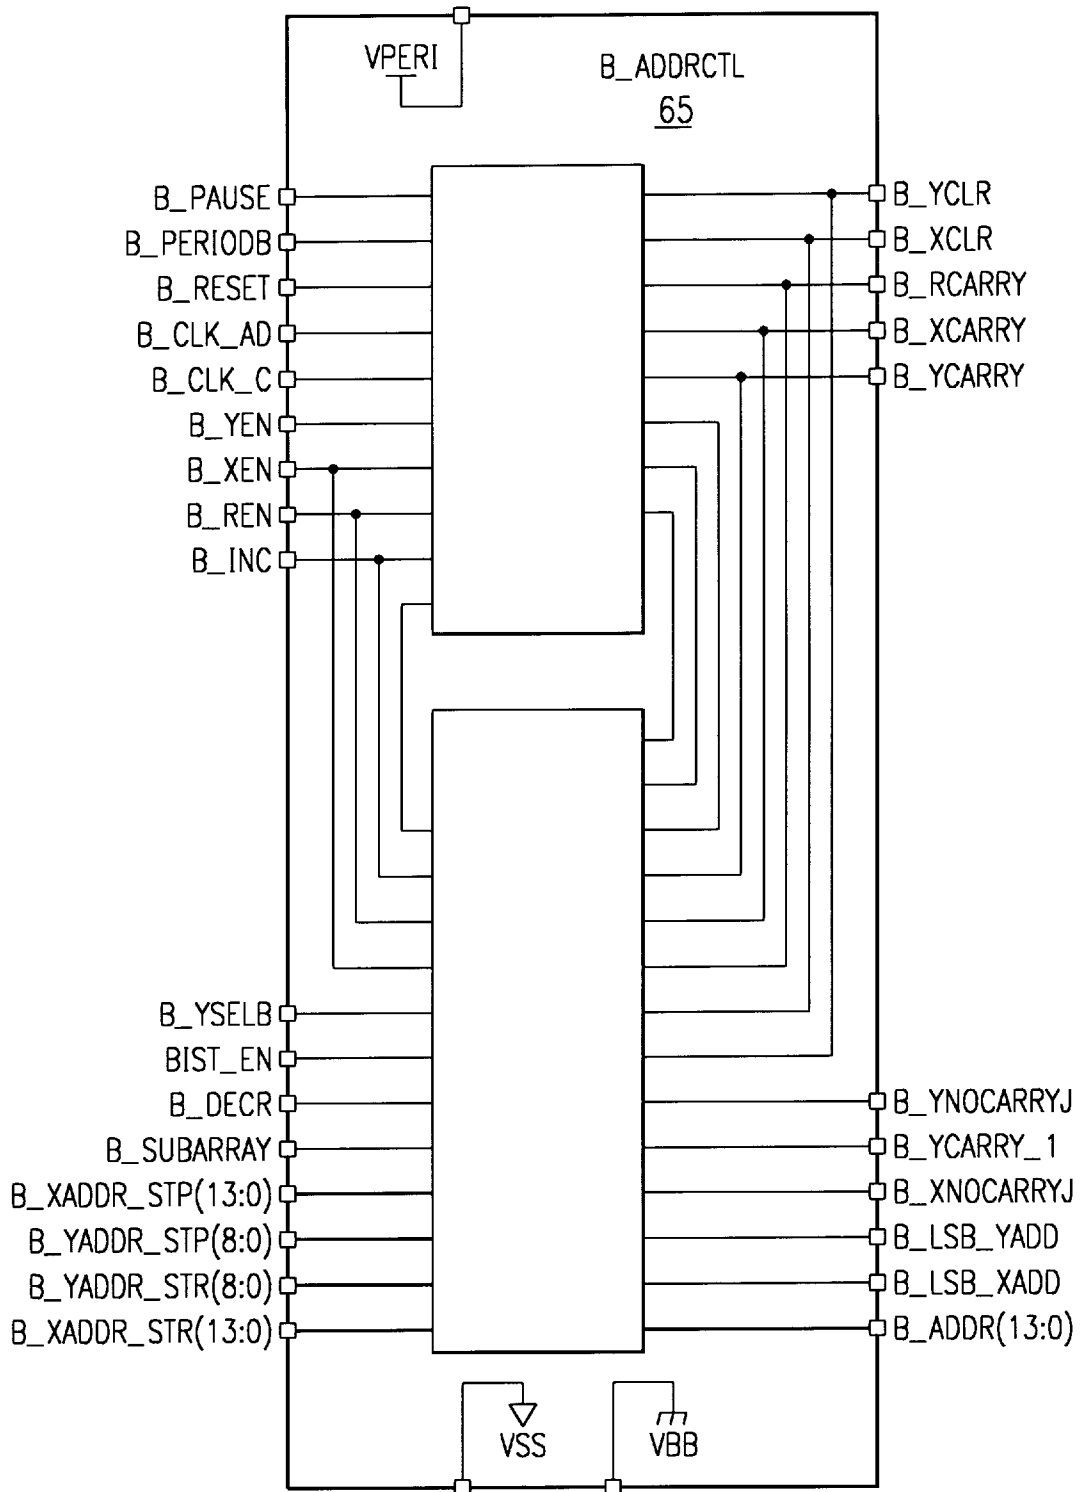 VPERI
B_ADDRCTL
65
B_PAUSE
B_PERIODB
B_RESET
B_CLK_AD
B_CLK_C
B_YEN
B_XEN
B_REN
B_INC
B_YCLR
B_XCLR
B_RCARRY
B_XCARRY
B_YCARRY
B_YSELB
BIST_EN
B_DECR
B_SUBARRAY
B_XADDR_STP(13:0)
B_YADDR_STP(8:0)
B_YADDR_STR(8:0)
B_XADDR_STR(13:0)
B_YNOCARRYJ
B_YCARRY_1
B_XNOCARRYJ
B_LSB_YADD
B_LSB_XADD
B_ADDR(13:0)
VSS
VBB